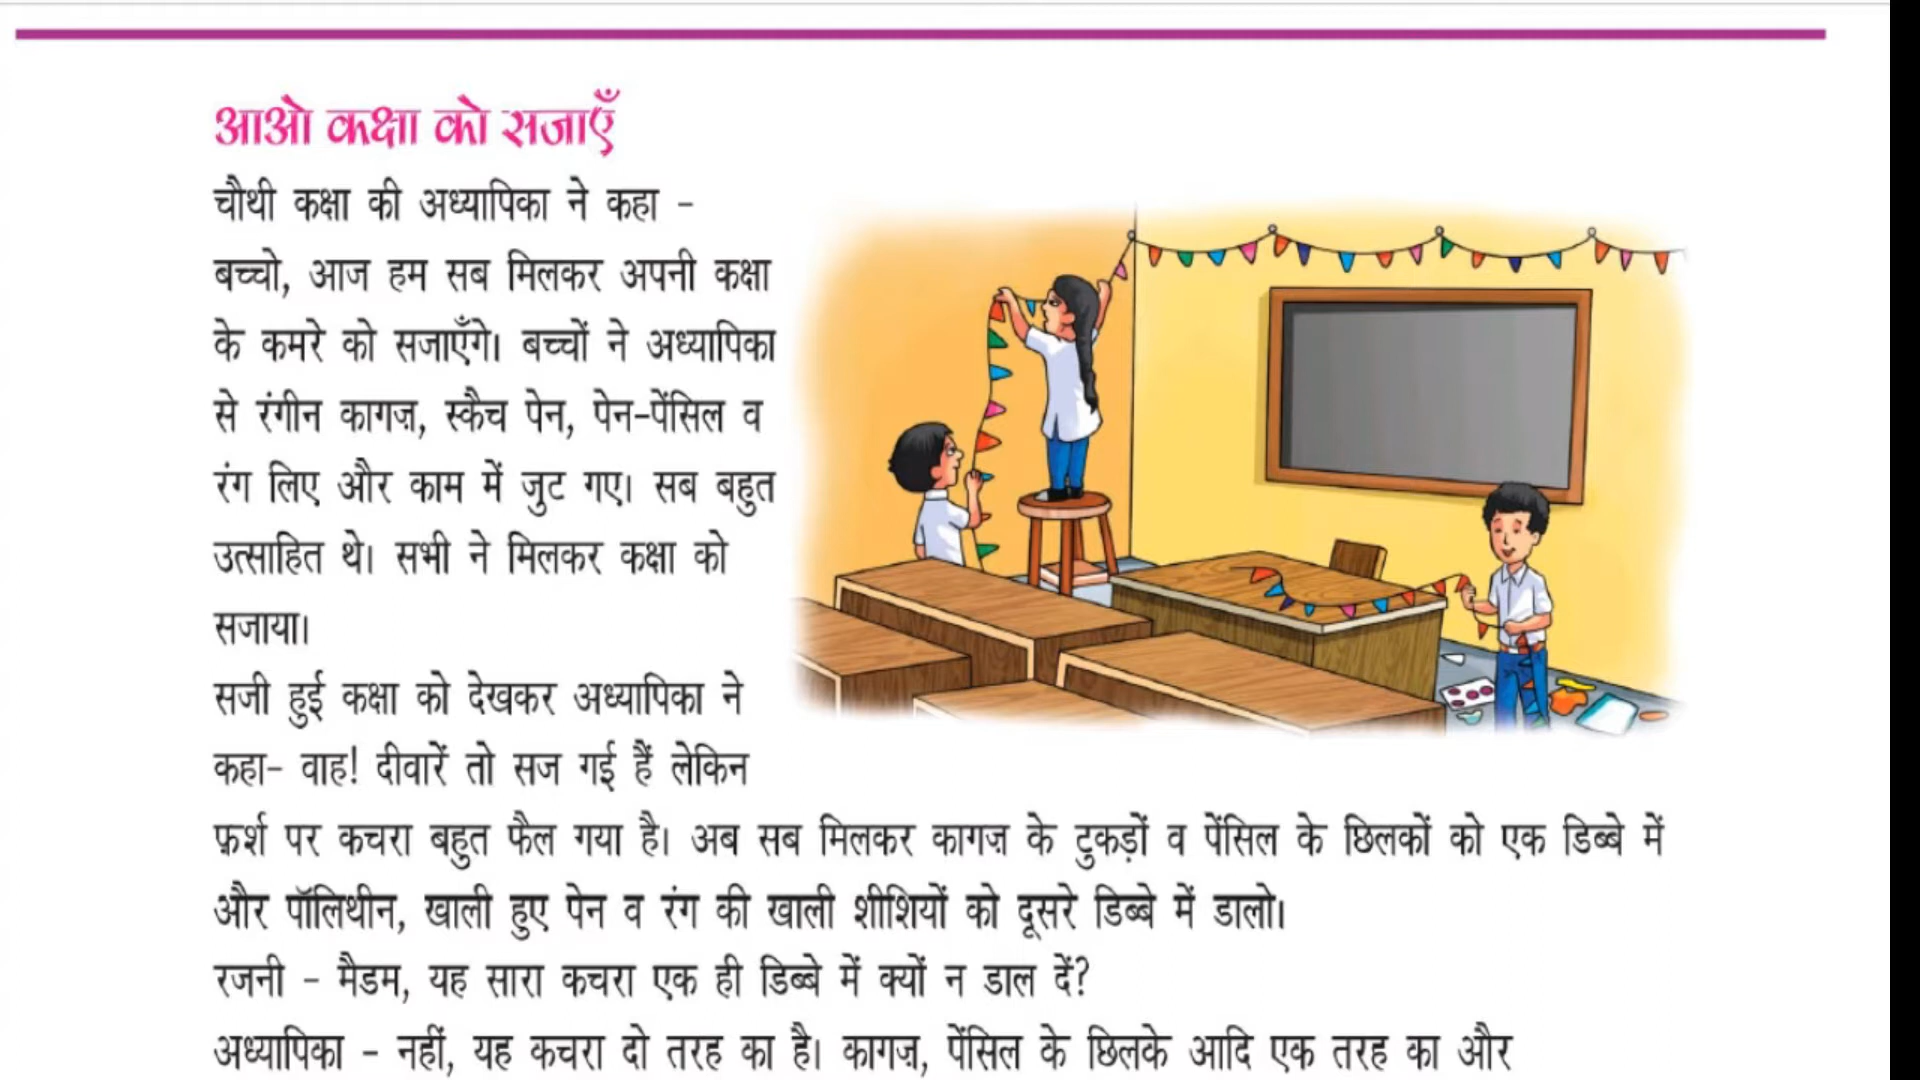 आओ कक्षा को सजाएँ
चौथी कक्षा की अध्यापिका ने कहा -
बच्चो, आज हम सब मिलकर अपनी कक्षा
के कमरे को सजाएँगे। बच्चों ने अध्यापिका
से रंगीन कागज़, स्कैच पेन, पेन-पेंसिल व
रंग लिए और काम में जुट गए। सब बहुत
उत्साहित थे। सभी ने मिलकर कक्षा को
सजाया।
सजी हुई कक्षा को देखकर अध्यापिका ने
कहा- वाह! दीवारें तो सज गई हैं लेकिन
फ़र्श पर कचरा बहुत फैल गया है। अब सब मिलकर कागज़ के टुकड़ों व पेंसिल के छिलकों को एक डिब्बे में
और पॉलिथीन, खाली हुए पेन व रंग की खाली शीशियों को दूसरे डिब्बे में डालो।
रजनी - मैडम, यह सारा कचरा एक ही डिब्बे में क्यों न डाल दें?
अध्यापिका - नहीं, यह कचरा दो तरह का है। कागज़, पेंसिल के छिलके आदि एक तरह का और